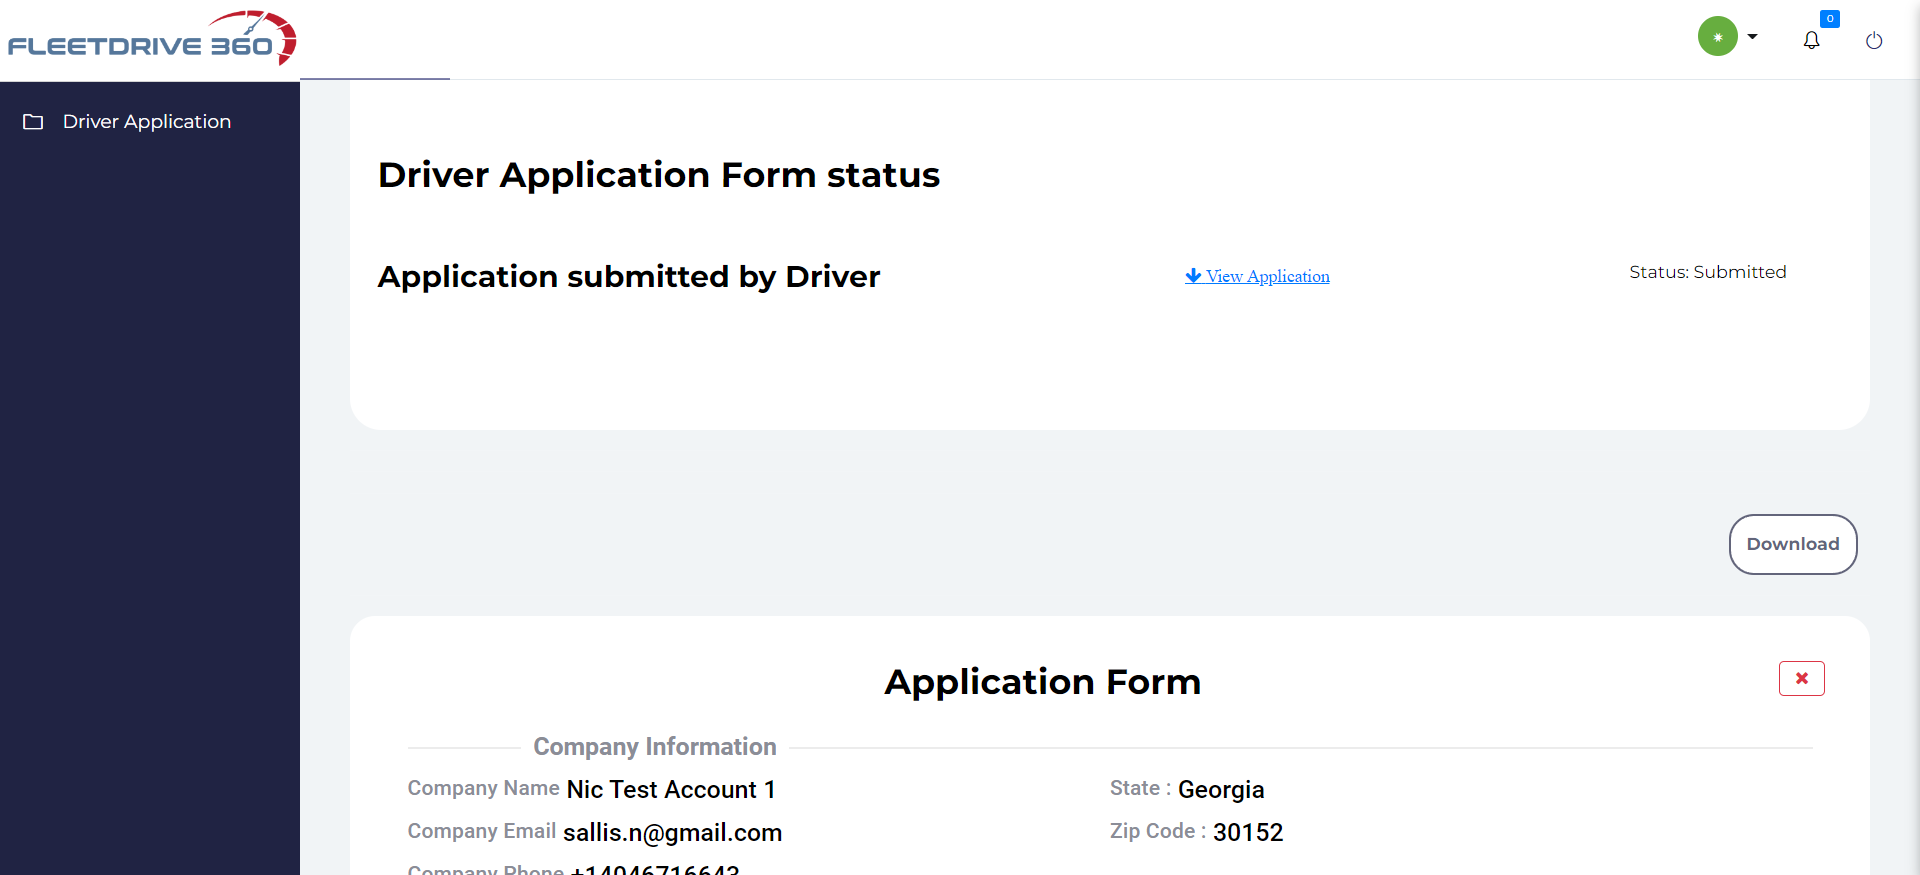 FLEETDRIVE 360
0
Driver Application
Driver Application Form status
Application submitted by Driver
View Application
Status: Submitted
Download
Application Form
Company Information
Company Name Nic Test Account 1
State : Georgia
Company Email sallis.n@gmail.com
Zip Code : 30152
Company Phone +14046716643